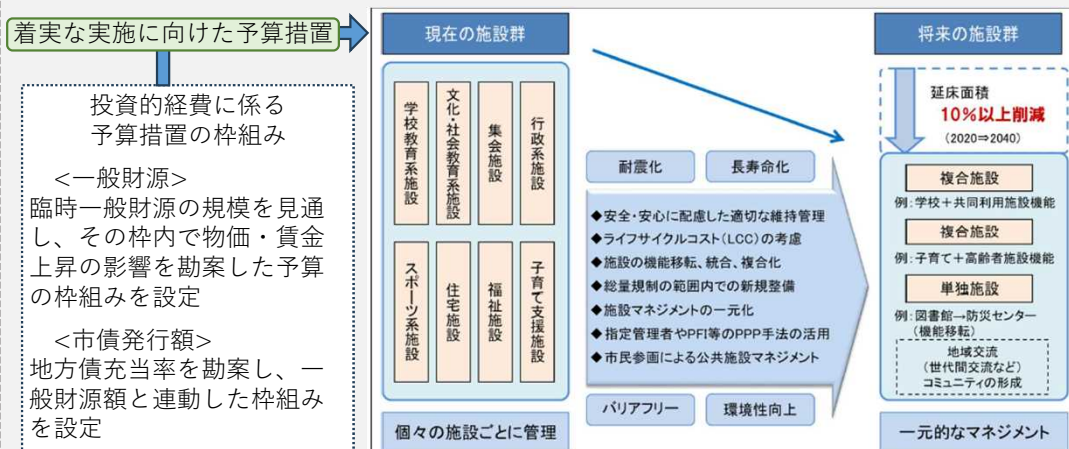 着実な実施に向けた予算措置
投資的経費に係る
予算措置の枠組み
<一般財源>
臨時一般財源の規模を見通
し、その枠内で物価・賃金
上昇の影響を勘案した予算
の枠組みを設定
<市債発行額>
地方債充当率を勘案し、一
般財源額と連動した枠組み
を設定
現在の施設群
学校教育系施設
文化・社会教育系施設
集会施設
行政系施設
スポーツ系施設
住宅施設
福祉施設
子育て支援施設
個々の施設ごとに管理
耐震化
長寿命化
◆安全・安心に配慮した適切な維持管理
◆ライフサイクルコスト(LCC)の考慮
◆施設の機能移転、統合、複合化
◆総量規制の範囲内での新規整備
◆施設マネジメントの一元化
◆指定管理者やPFI等のPPP手法の活用
◆市民参画による公共施設マネジメント
バリアフリー
環境性向上
将来の施設群
延床面積
10%以上削減
(2020⇒2040)
複合施設
例:学校+共同利用施設機能
複合施設
例:子育て+高齢者施設機能
単独施設
例:図書館→防災センター
(機能移転)
地域交流
(世代間交流など)
コミュニティの形成
一元的なマネジメント